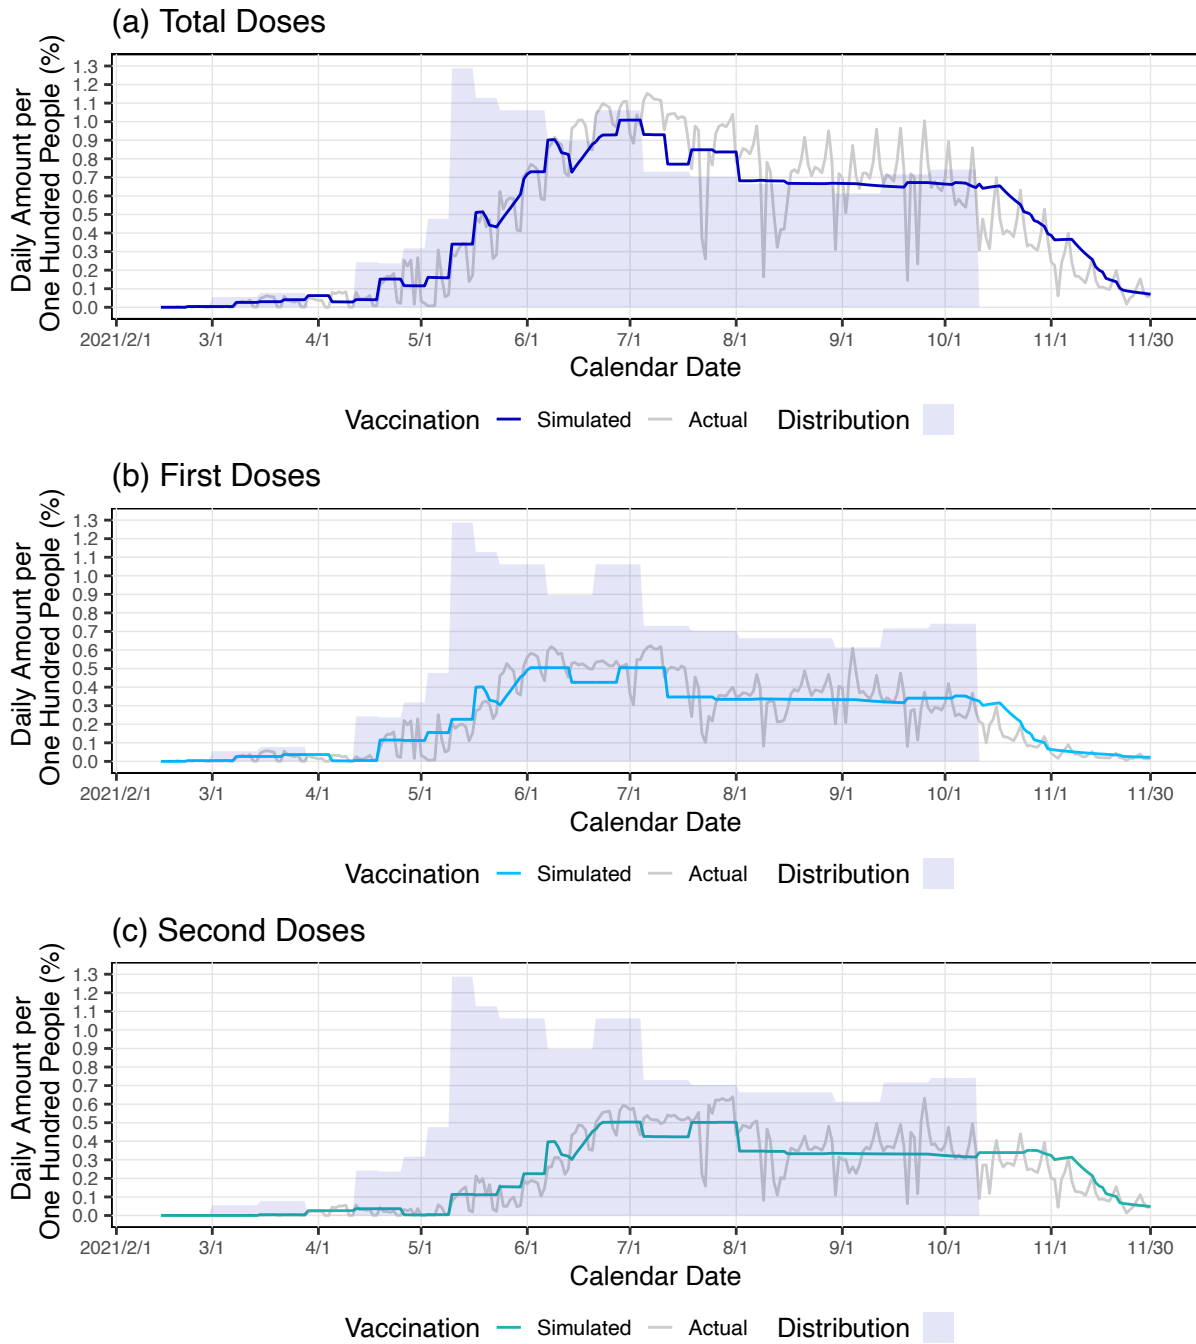 (a) Total Doses
Daily Amount per
One Hundred People (%)
1.3
1.2
1.1
1.0
0.9
0.8
0.7
0.6
0.5
0.4
0.3
0.2
0.1
0.0
2021/2/1 3/1 4/1 5/1 6/1 7/1 8/1 9/1 10/1 11/1 11/30
Calendar Date
Vaccination Simulated Actual Distribution
(b) First Doses
Daily Amount per
One Hundred People (%)
1.3
1.2
1.1
1.0
0.9
0.8
0.7
0.6
0.5
0.4
0.3
0.2
0.1
0.0
2021/2/1 3/1 4/1 5/1 6/1 7/1 8/1 9/1 10/1 11/1 11/30
Calendar Date
Vaccination Simulated Actual Distribution
(c) Second Doses
Daily Amount per
One Hundred People (%)
1.3
1.2
1.1
1.0
0.9
0.8
0.7
0.6
0.5
0.4
0.3
0.2
0.1
0.0
2021/2/1 3/1 4/1 5/1 6/1 7/1 8/1 9/1 10/1 11/1 11/30
Calendar Date
Vaccination Simulated Actual Distribution